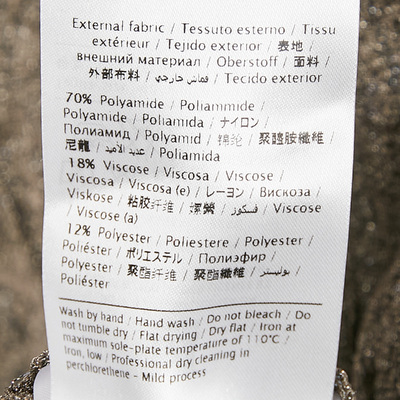 External fabric / Tessuto esterno / Tissu
extérieur / Tejido exterior / 表地 /
внешний материал / Oberstoff / 面料 /
外部布料 / قماش خارجي / Tecido exterior
70% Polyamide / Poliammide /
Polyamide / Poliamida / ナイロン /
Полиамид / Polyamid / 锦纶 / 聚醯胺纖維 /
尼龍 / عديد الأميد / Poliamida
18% Viscose / Viscosa / Viscose /
Viscosa / Viscosa (e) / レーヨン / Вискоза /
Viskose / 粘胶纤维 / 嫘縈 / فسكوز / Viscose
/ Viscose (a)
12% Polyester / Poliestere / Polyester /
Poliéster / ポリエステル / Полиэфир /
Polyester / 聚酯纤维 / 聚酯纖維 / بوليستر /
Poliéster
Wash by hand / Hand wash / Do not bleach / Do
not tumble dry / Flat drying / Dry flat / Iron at
maximum sole-plate temperature of 110°C /
Iron, low / Professional dry cleaning in
perchlorethene - Mild process